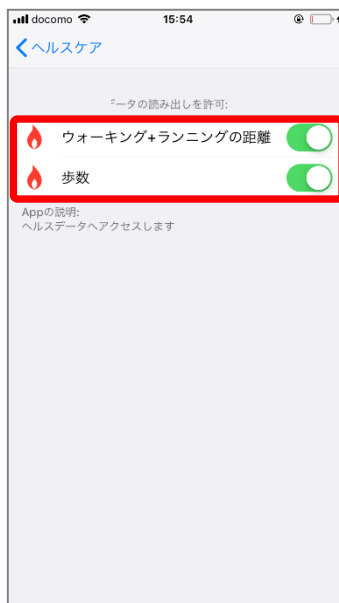 docomo 15:54
ヘルスケア
データの読み出しを許可:
ウォーキング+ランニングの距離
歩数
Appの説明:
ヘルスデータへアクセスします